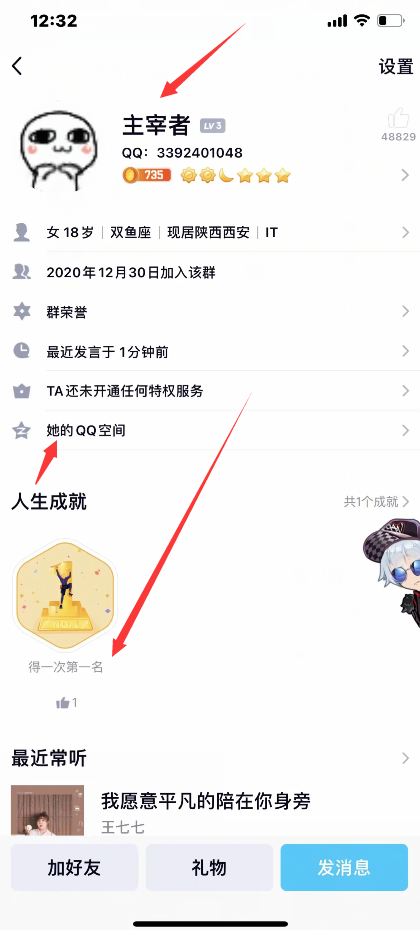 12:32
设置
主宰者 LV 3
48829
QQ：3392401048
735
女 18岁 | 双鱼座 | 现居陕西西安 | IT
2020年12月30日加入该群
群荣誉
最近发言于 1分钟前
TA还未开通任何特权服务
她的QQ空间
人生成就
共1个成就
得一次第一名
1
最近常听
我愿意平凡的陪在你身旁
王七七
加好友
礼物
发消息